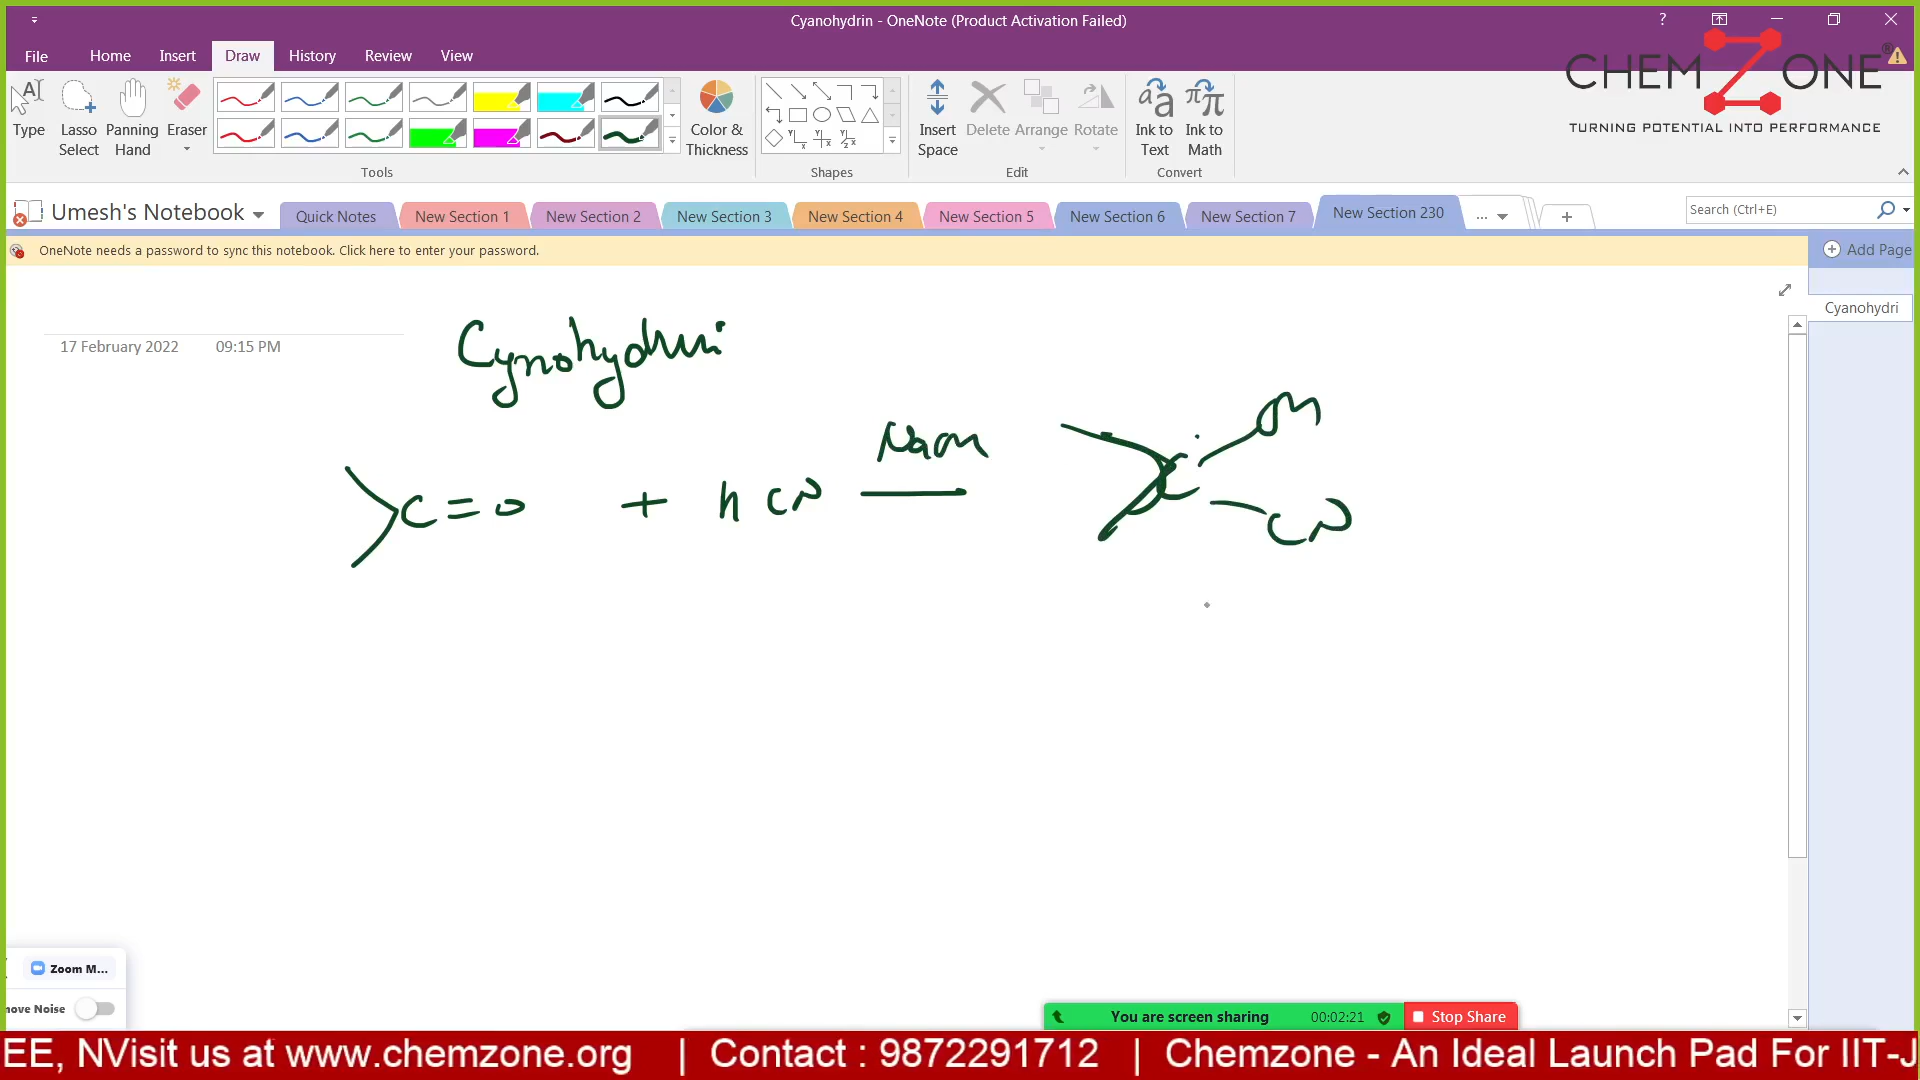 Cyanohydrin - OneNote (Product Activation Failed)
?
File Home Insert Draw History Review View
CHEMZONE®
TURNING POTENTIAL INTO PERFORMANCE
Type Lasso Select Panning Hand Eraser Color & Thickness Insert Space Delete Arrange Rotate Ink to Text Ink to Math
Tools Shapes Edit Convert
Umesh's Notebook Quick Notes New Section 1 New Section 2 New Section 3 New Section 4 New Section 5 New Section 6 New Section 7 New Section 230 ... + Search (Ctrl+E)
OneNote needs a password to sync this notebook. Click here to enter your password.
Add Page
Cyanohydri
17 February 2022 09:15 PM
Cynohydrin
C = O + HCN NaOH C OH CN
Zoom M...
move Noise
You are screen sharing 00:02:21 Stop Share
EE, NVisit us at www.chemzone.org | Contact : 9872291712 | Chemzone - An Ideal Launch Pad For IIT-J